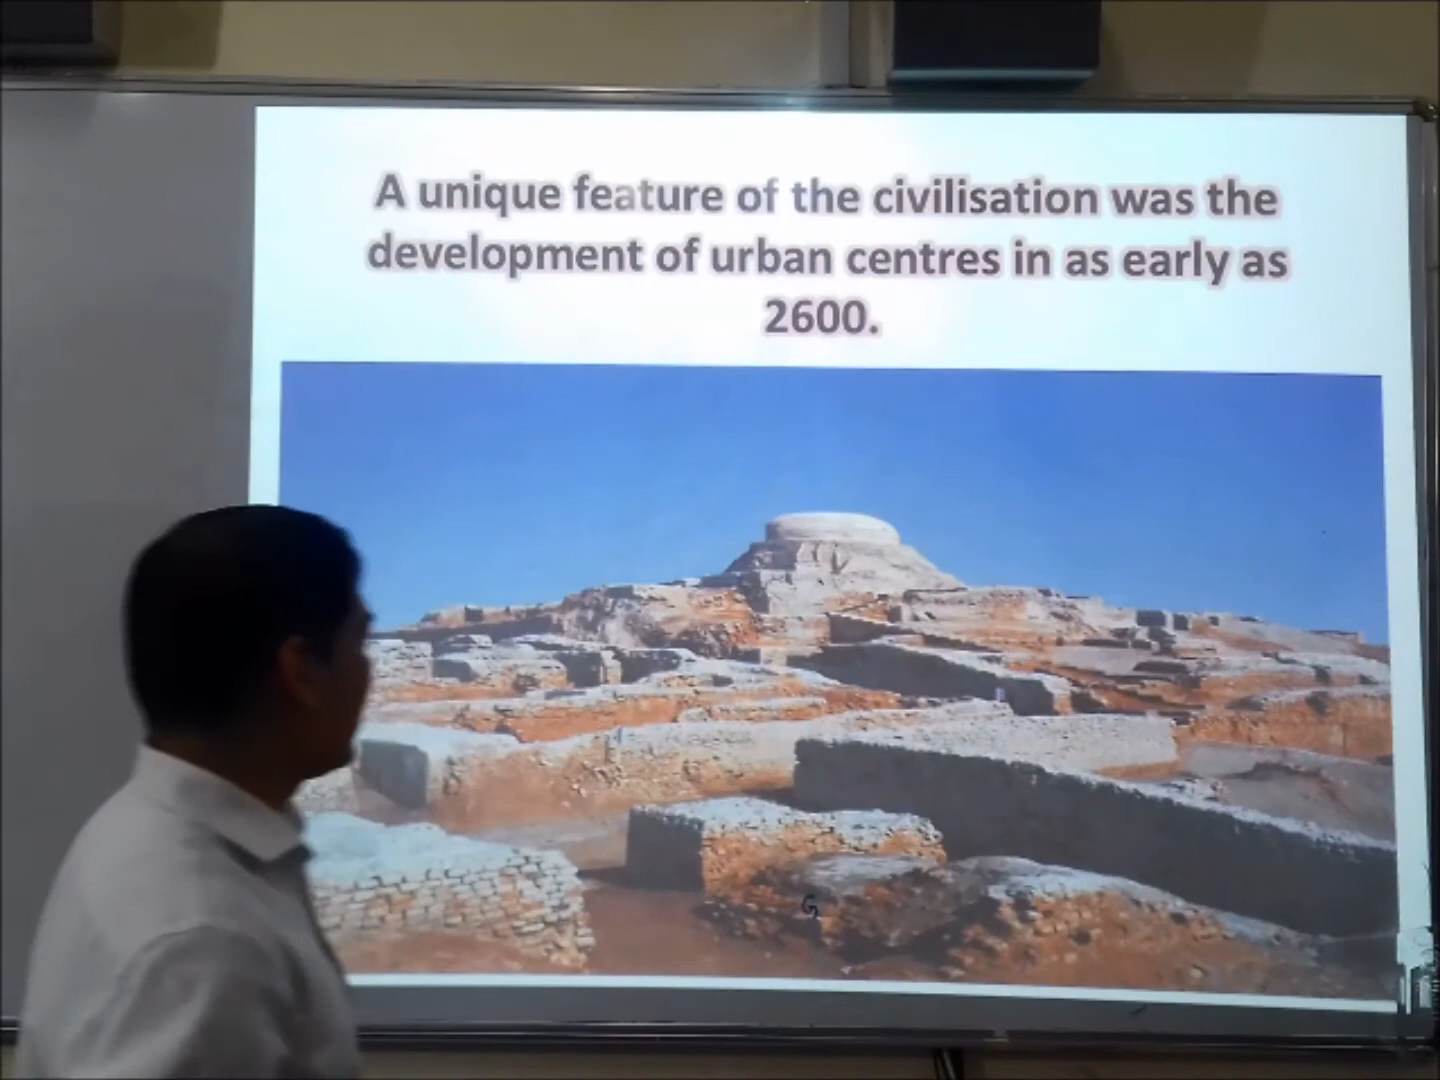 A unique feature of the civilisation was the
development of urban centres in as early as
2600.